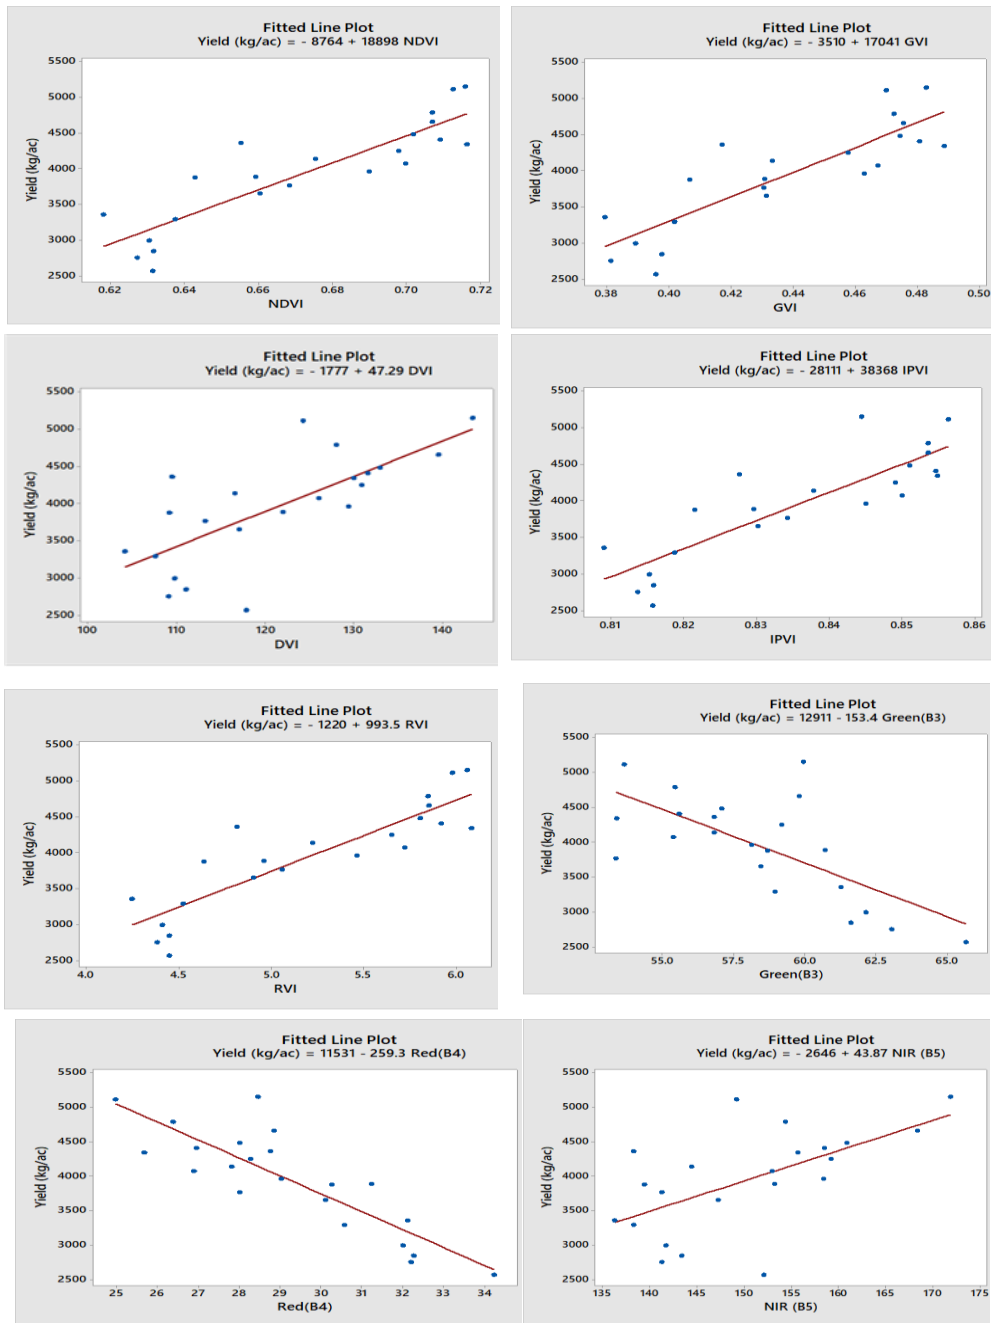 Fitted Line Plot
Yield (kg/ac) = - 8764 + 18898 NDVI
5500
5000
4500
4000
3500
3000
2500
Yield (kg/ac)
0.62 0.64 0.66 0.68 0.70 0.72
NDVI
Fitted Line Plot
Yield (kg/ac) = - 3510 + 17041 GVI
5500
5000
4500
4000
3500
3000
2500
Yield (kg/ac)
0.38 0.40 0.42 0.44 0.46 0.48 0.50
GVI
Fitted Line Plot
Yield (kg/ac) = - 1777 + 47.29 DVI
5500
5000
4500
4000
3500
3000
2500
Yield (kg/ac)
100 110 120 130 140
DVI
Fitted Line Plot
Yield (kg/ac) = - 28111 + 38368 IPVI
5500
5000
4500
4000
3500
3000
2500
Yield (kg/ac)
0.81 0.82 0.83 0.84 0.85 0.86
IPVI
Fitted Line Plot
Yield (kg/ac) = - 1220 + 993.5 RVI
5500
5000
4500
4000
3500
3000
2500
Yield (kg/ac)
4.0 4.5 5.0 5.5 6.0
RVI
Fitted Line Plot
Yield (kg/ac) = 12911 - 153.4 Green(B3)
5500
5000
4500
4000
3500
3000
2500
Yield (kg/ac)
55.0 57.5 60.0 62.5 65.0
Green(B3)
Fitted Line Plot
Yield (kg/ac) = 11531 - 259.3 Red(B4)
5500
5000
4500
4000
3500
3000
2500
Yield (kg/ac)
25 26 27 28 29 30 31 32 33 34
Red(B4)
Fitted Line Plot
Yield (kg/ac) = - 2646 + 43.87 NIR (B5)
5500
5000
4500
4000
3500
3000
2500
Yield (kg/ac)
135 140 145 150 155 160 165 170 175
NIR (B5)